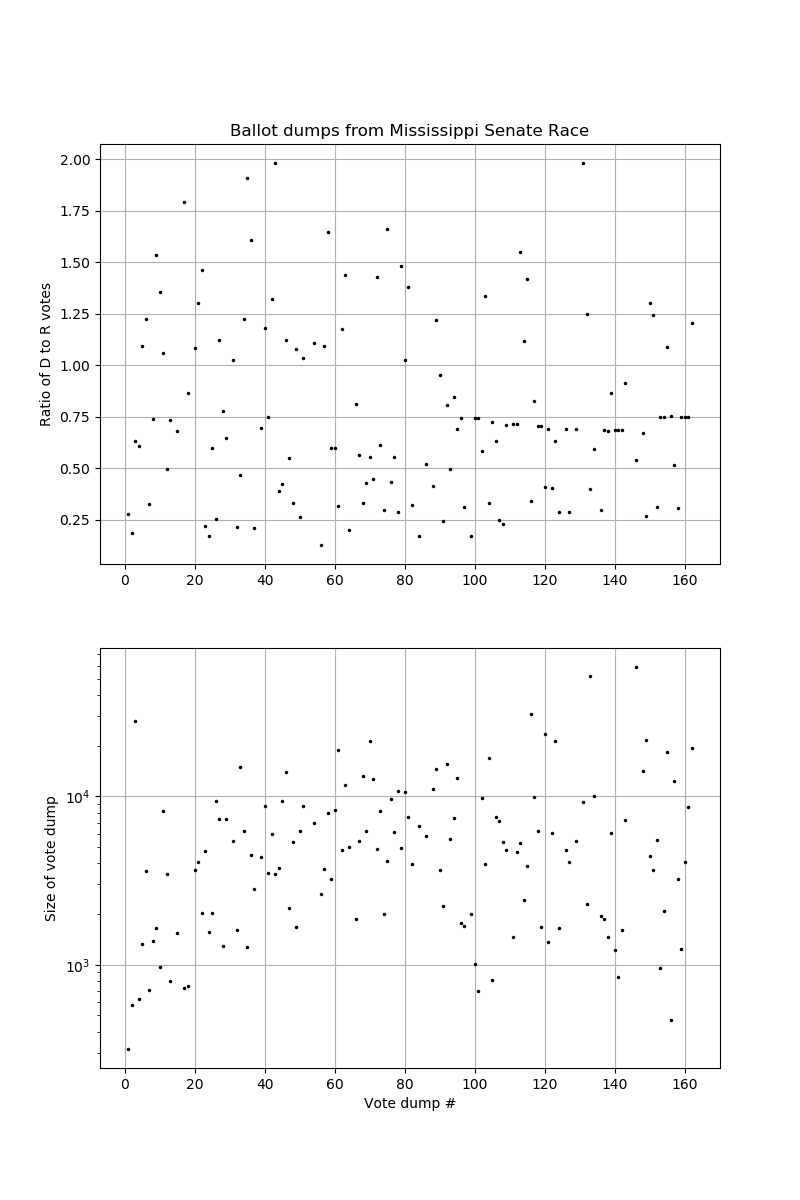 Ballot dumps from Mississippi Senate Race
2.00
1.75
1.50
1.25
1.00
0.75
0.50
0.25
Ratio of D to R votes
0 20 40 60 80 100 120 140 160
10^4
10^3
Size of vote dump
0 20 40 60 80 100 120 140 160
Vote dump #